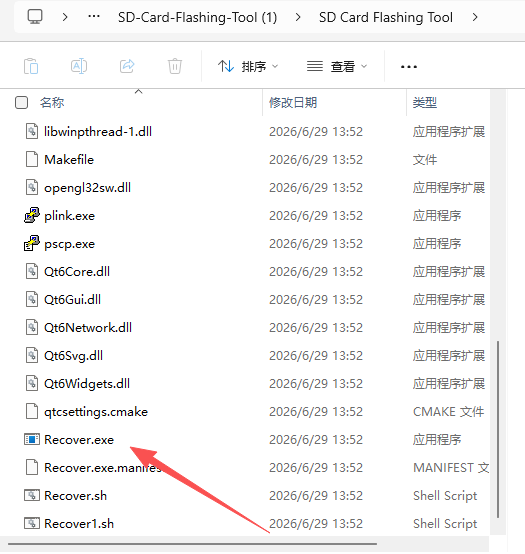 SD-Card-Flashing-Tool (1) SD Card Flashing Tool
排序 查看
名称 修改日期 类型
libwinpthread-1.dll 2026/6/29 13:52 应用程序扩展
Makefile 2026/6/29 13:52 文件
opengl32sw.dll 2026/6/29 13:52 应用程序扩展
plink.exe 2026/6/29 13:52 应用程序
pscp.exe 2026/6/29 13:52 应用程序
Qt6Core.dll 2026/6/29 13:52 应用程序扩展
Qt6Gui.dll 2026/6/29 13:52 应用程序扩展
Qt6Network.dll 2026/6/29 13:52 应用程序扩展
Qt6Svg.dll 2026/6/29 13:52 应用程序扩展
Qt6Widgets.dll 2026/6/29 13:52 应用程序扩展
qtcsettings.cmake 2026/6/29 13:52 CMAKE 文件
Recover.exe 2026/6/29 13:52 应用程序
Recover.exe.manifest 2026/6/29 13:52 MANIFEST 文
Recover.sh 2026/6/29 13:52 Shell Script
Recover1.sh 2026/6/29 13:52 Shell Script